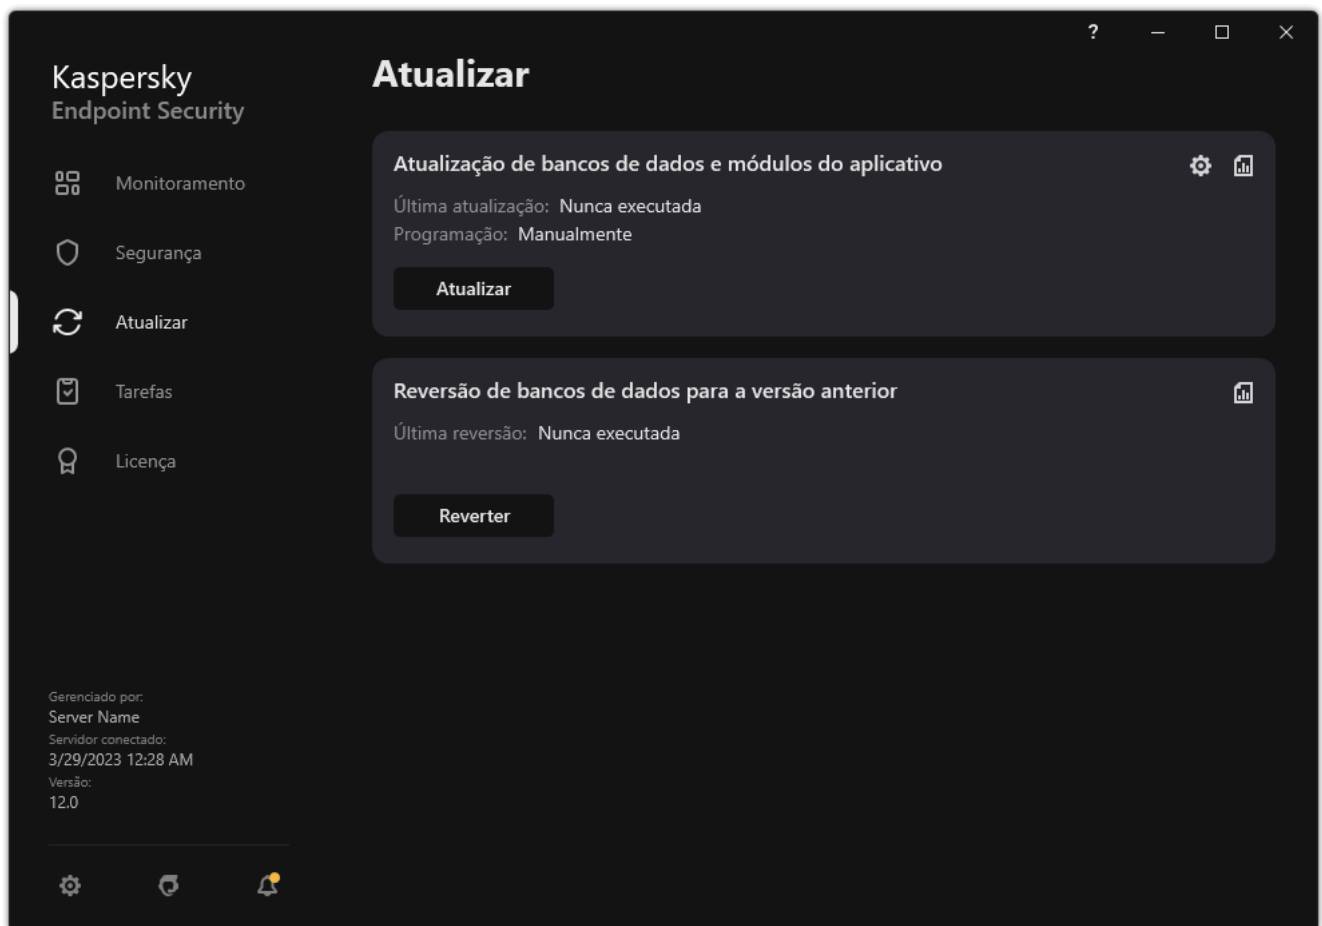 ?
Kaspersky
Endpoint Security
Monitoramento
Segurança
Atualizar
Tarefas
Licença
Gerenciado por:
Server Name
Servidor conectado:
3/29/2023 12:28 AM
Versão:
12.0
Atualizar
Atualização de bancos de dados e módulos do aplicativo
Última atualização: Nunca executada
Programação: Manualmente
Atualizar
Reversão de bancos de dados para a versão anterior
Última reversão: Nunca executada
Reverter